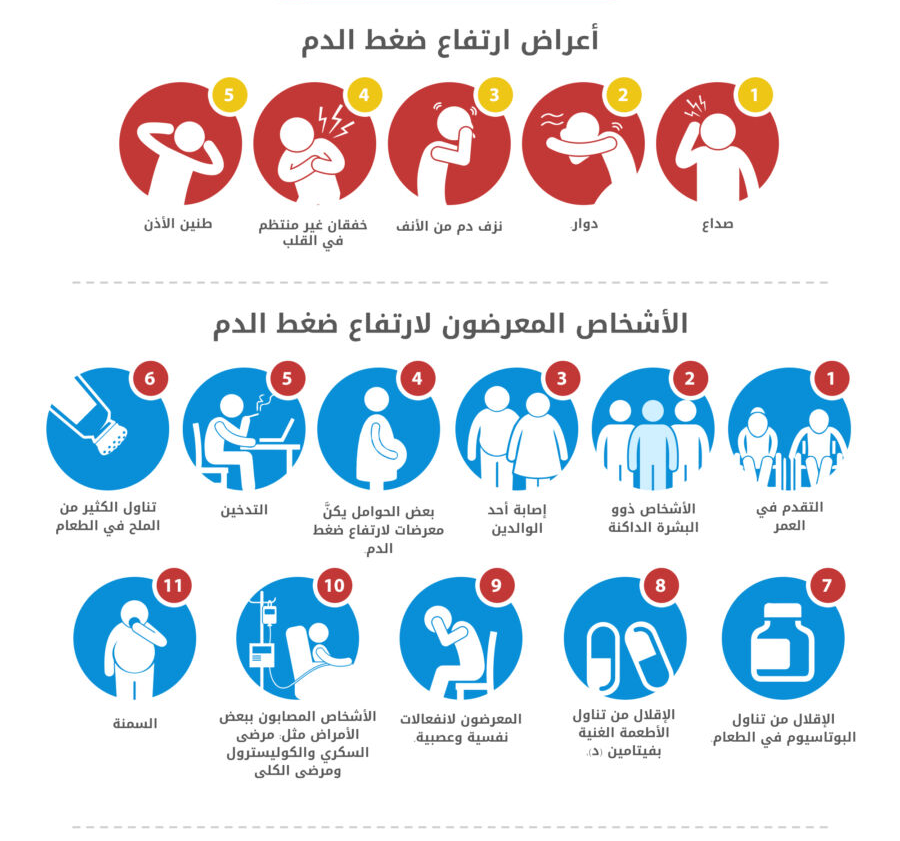 أعراض ارتفاع ضغط الدم
1
صداع
2
دوار.
3
نزف دم من الأنف
4
خفقان غير منتظم
في القلب
5
طنين الأذن
الأشخاص المعرضون لارتفاع ضغط الدم
1
التقدم في
العمر
2
الأشخاص ذوو
البشرة الداكنة
3
إصابة أحد
الوالدين
4
بعض الحوامل يكنَّ
معرضات لارتفاع ضغط
الدم.
5
التدخين
6
تناول الكثير من
الملح في الطعام
7
الإقلال من تناول
البوتاسيوم في الطعام.
8
الإقلال من تناول
الأطعمة الغنية
بفيتامين (د).
9
المعرضون لانفعالات
نفسية وعصبية.
10
الأشخاص المصابون ببعض
الأمراض مثل: مرضى
السكري والكوليسترول
ومرضى الكلى
11
السمنة